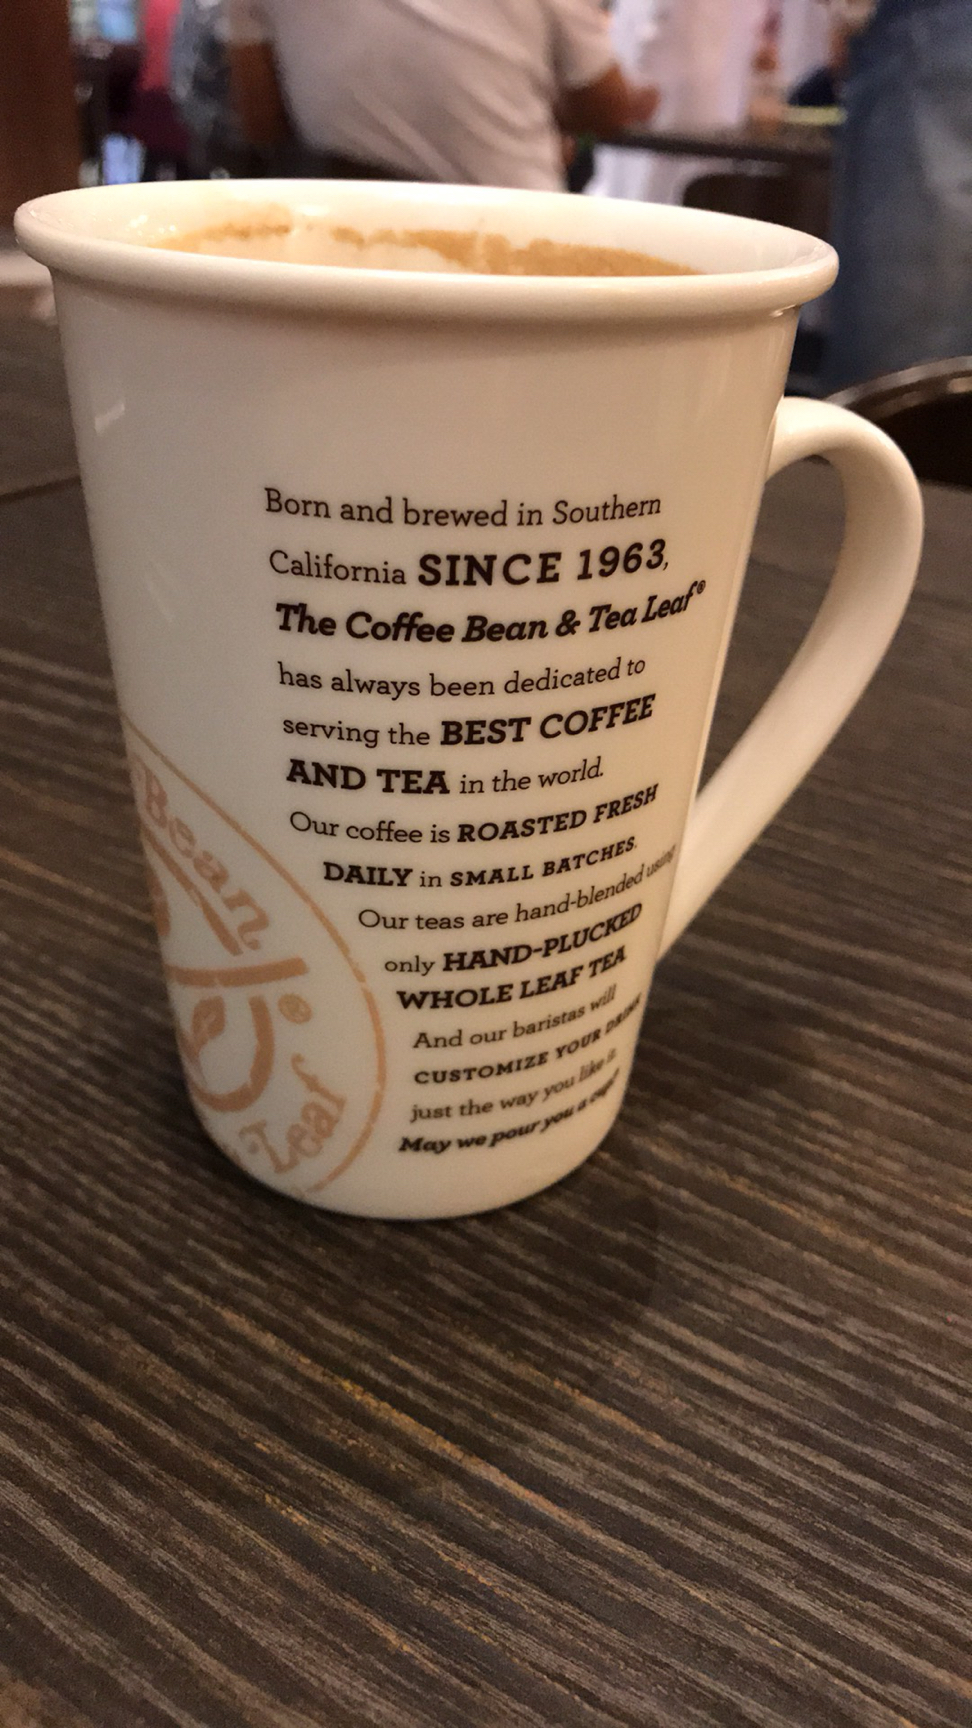 Born and brewed in Southern
California SINCE 1963,
The Coffee Bean & Tea Leaf®
has always been dedicated to
serving the BEST COFFEE
AND TEA in the world.
Our coffee is ROASTED FRESH
DAILY in SMALL BATCHES.
Our teas are hand-blended using
only HAND-PLUCKED
WHOLE LEAF TEA
And our baristas will
CUSTOMIZE YOUR DRINK
just the way you like it.
May we pour you a cup?
Bean
®
Leaf